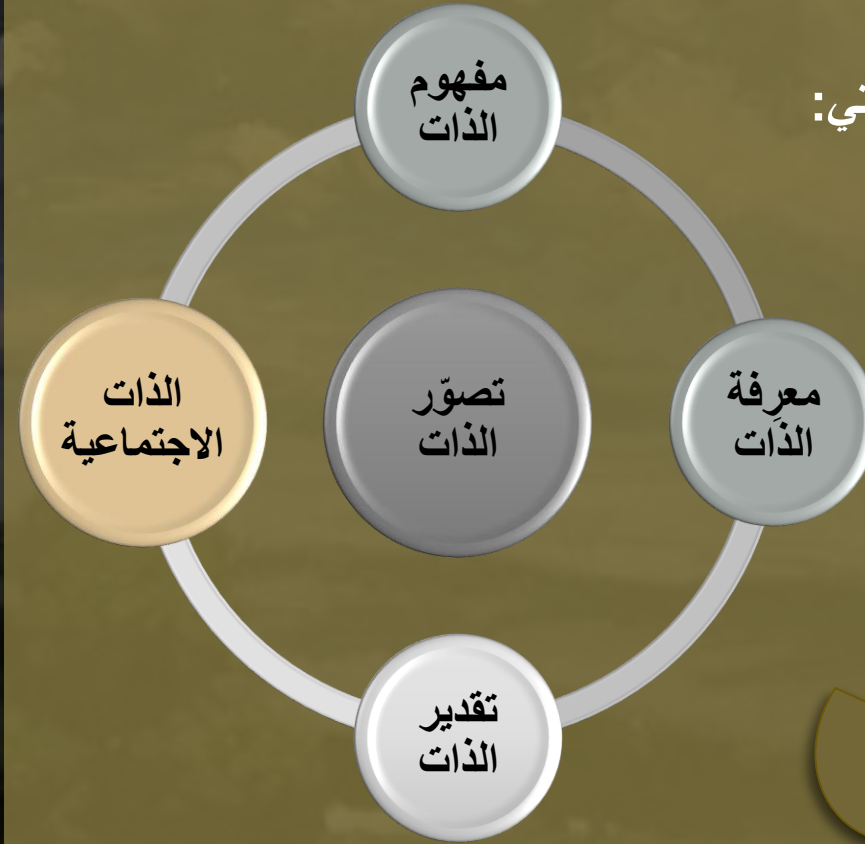 مفهوم
الذات
معرِفة
الذات
تصوّر
الذات
الذات
الاجتماعية
تقدير
الذات